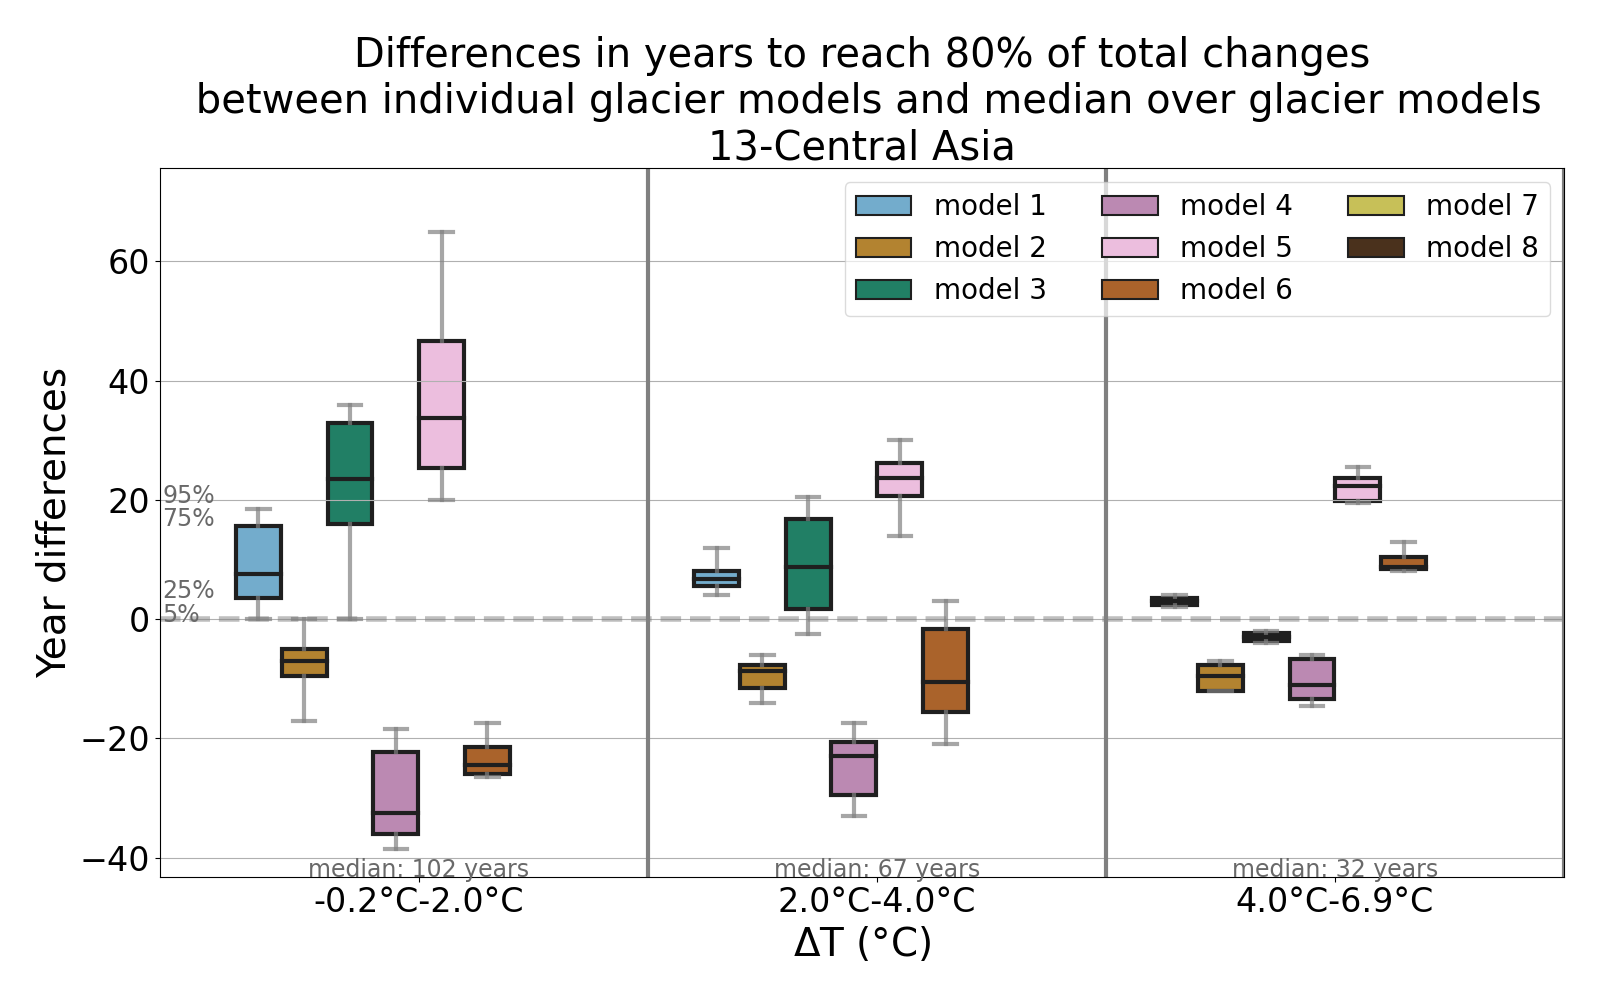 Differences in years to reach 80% of total changes
between individual glacier models and median over glacier models
13-Central Asia
model 1
model 2
model 3
model 4
model 5
model 6
model 7
model 8
Year differences
60
40
20
0
−20
−40
95%
75%
25%
5%
median: 102 years
median: 67 years
median: 32 years
-0.2°C-2.0°C
2.0°C-4.0°C
4.0°C-6.9°C
ΔT (°C)